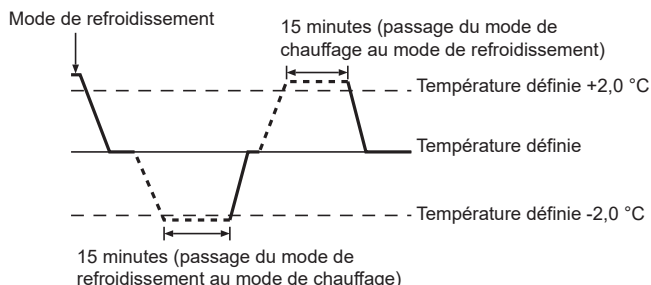 Mode de refroidissement
15 minutes (passage du mode de
chauffage au mode de refroidissement)
Température définie +2,0 °C
Température définie
Température définie -2,0 °C
15 minutes (passage du mode de
refroidissement au mode de chauffage)